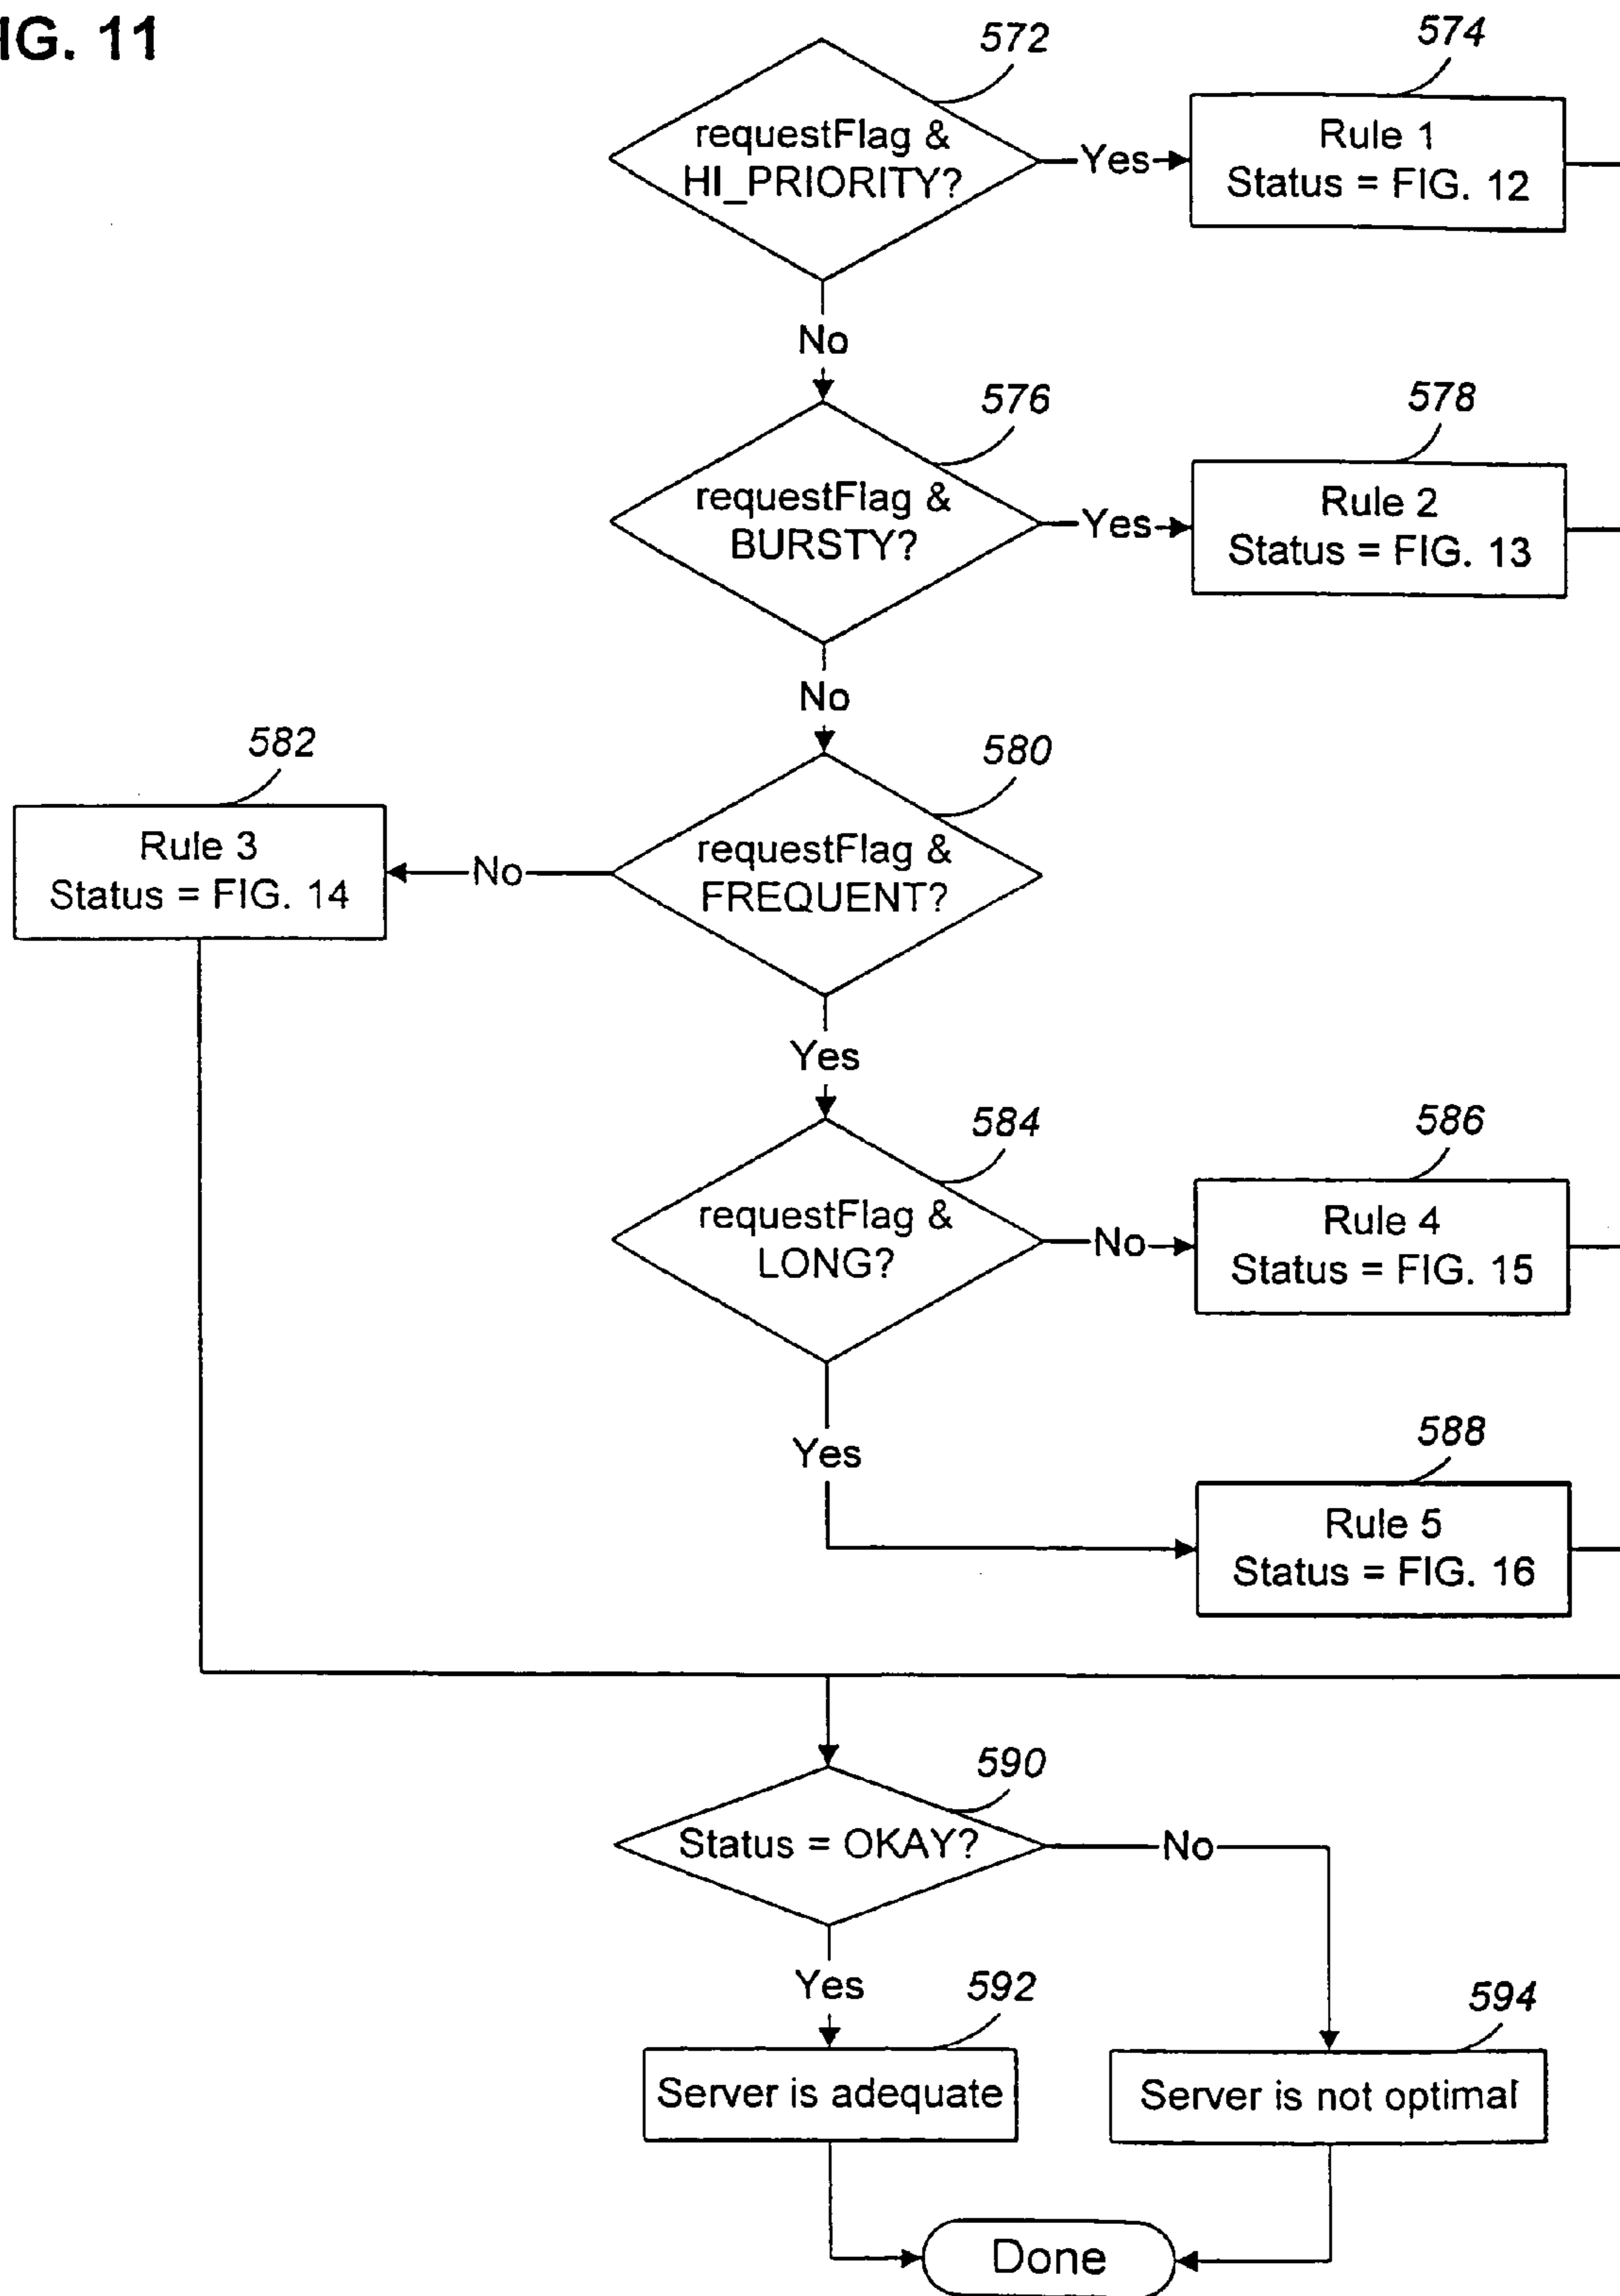 IG. 11
572
requestFlag &
HI_PRIORITY?
Yes
574
Rule 1
Status = FIG. 12
No
576
requestFlag &
BURSTY?
Yes
578
Rule 2
Status = FIG. 13
No
580
requestFlag &
FREQUENT?
No
582
Rule 3
Status = FIG. 14
Yes
584
requestFlag &
LONG?
No
586
Rule 4
Status = FIG. 15
Yes
588
Rule 5
Status = FIG. 16
590
Status = OKAY?
No
Yes
592
Server is adequate
594
Server is not optimal
Done